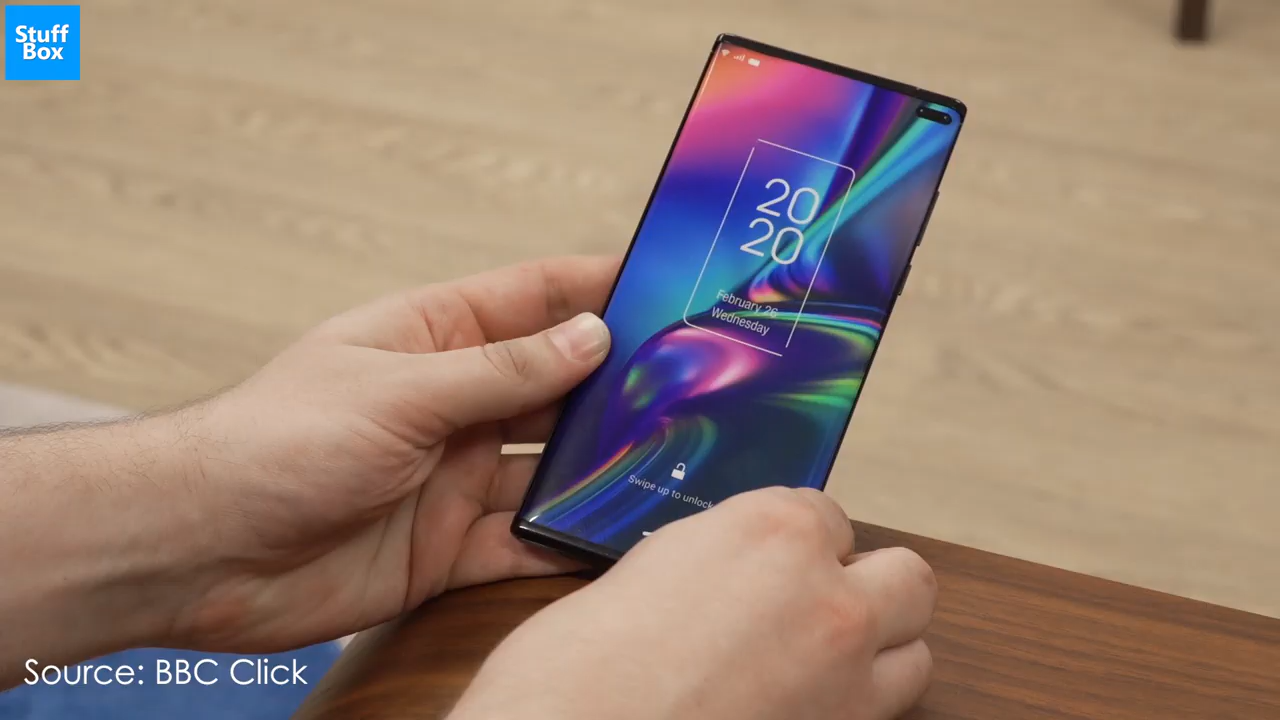 Stuff
Box
20
20
February 26
Wednesday
Swipe up to unlock
Source: BBC Click